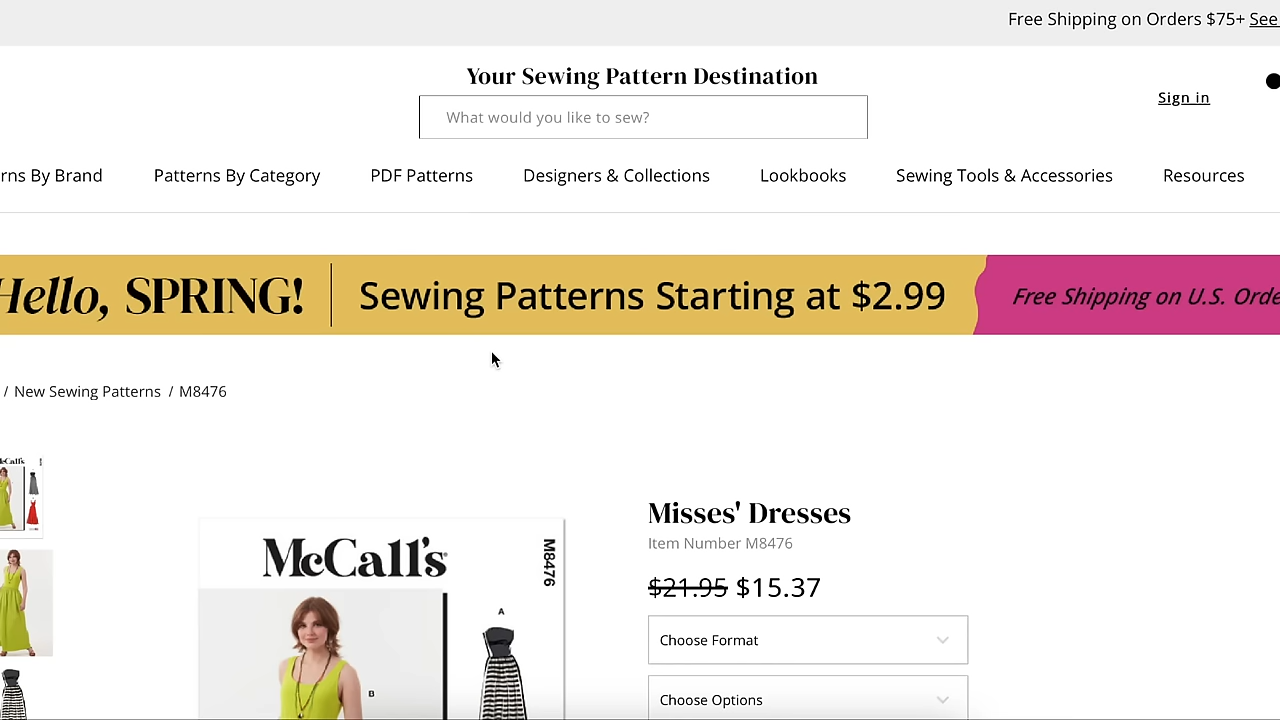 Free Shipping on Orders $75+ See
Your Sewing Pattern Destination
What would you like to sew?
Sign in
rns By Brand
Patterns By Category
PDF Patterns
Designers & Collections
Lookbooks
Sewing Tools & Accessories
Resources
Hello, SPRING!
Sewing Patterns Starting at $2.99
Free Shipping on U.S. Orde
/ New Sewing Patterns / M8476
Misses' Dresses
Item Number M8476
$21.95 $15.37
Choose Format
Choose Options
McCall's
M8476
A
B